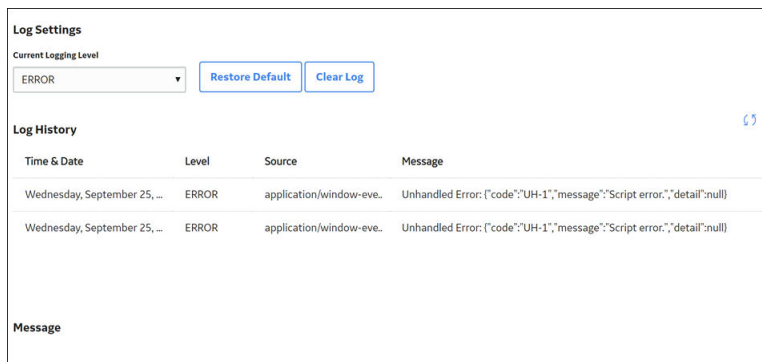 Log Settings
Current Logging Level
ERROR
Restore Default Clear Log
Log History
Time & Date Level Source Message
Wednesday, September 25, ... ERROR application/window-eve.. Unhandled Error: {"code":"UH-1","message":"Script error.","detail":null}
Wednesday, September 25, ... ERROR application/window-eve.. Unhandled Error: {"code":"UH-1","message":"Script error.","detail":null}
Message